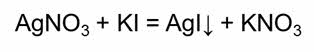 AgNO₃ + KI = AgI↓ + KNO₃